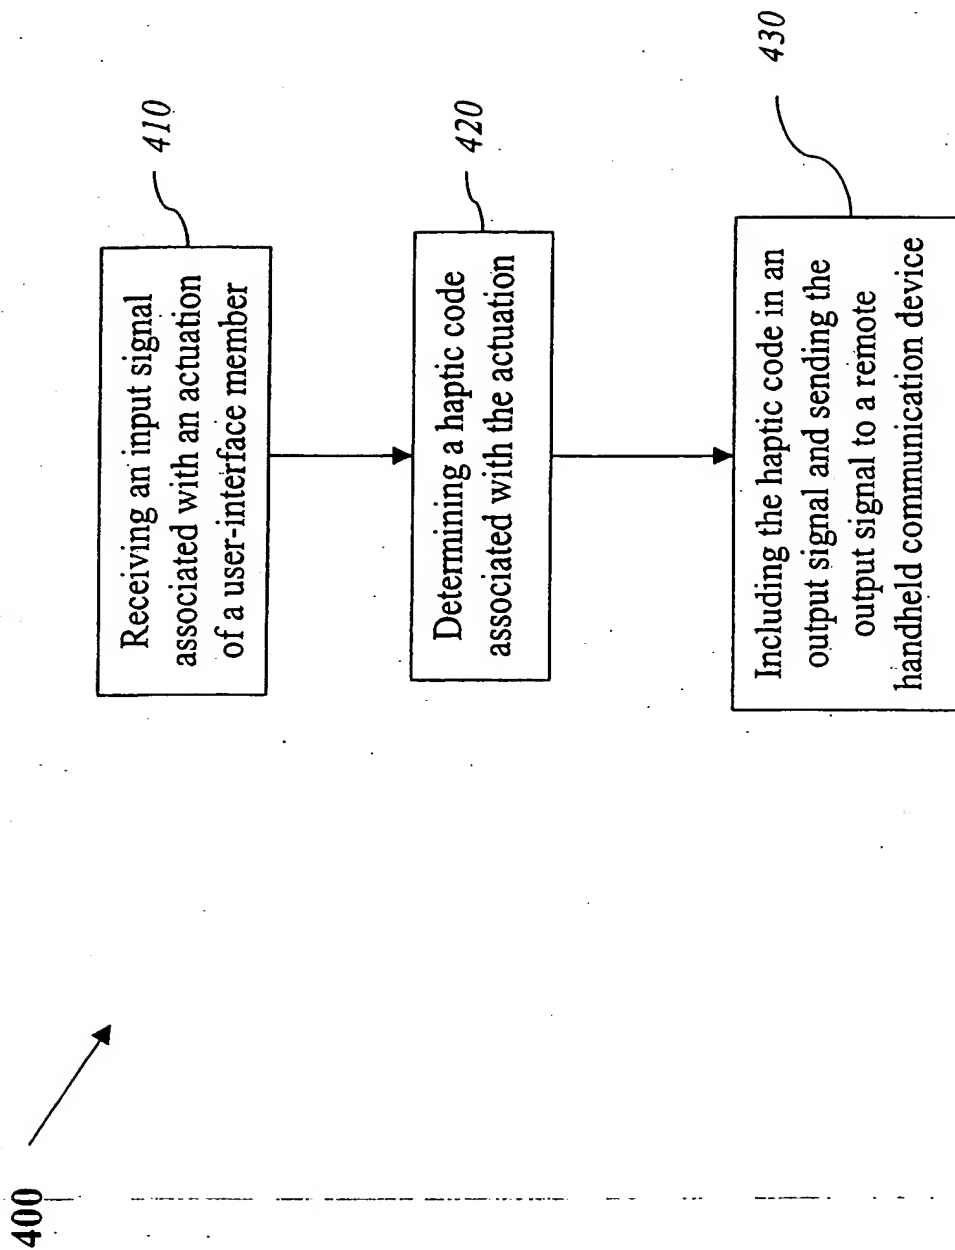 400
Receiving an input signal
associated with an actuation
of a user-interface member
410
Determining a haptic code
associated with the actuation
420
Including the haptic code in an
output signal and sending the
output signal to a remote
handheld communication device
430